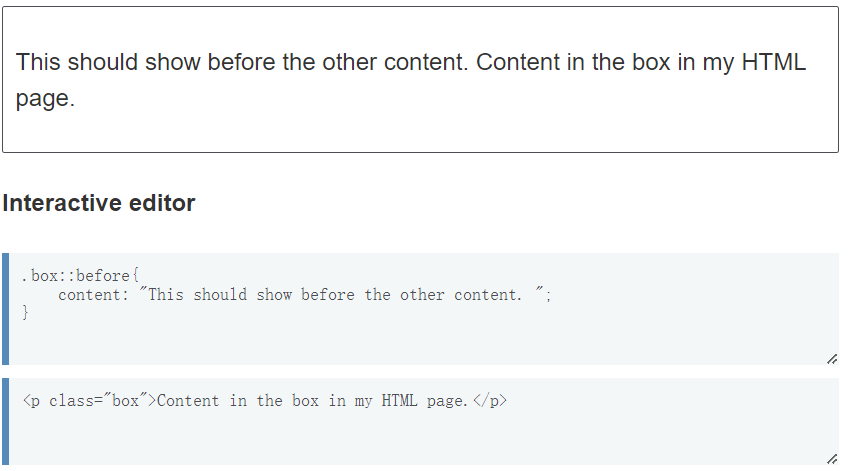 This should show before the other content. Content in the box in my HTML
page.
Interactive editor
.box::before{
    content: "This should show before the other content. ";
}
<p class="box">Content in the box in my HTML page.</p>